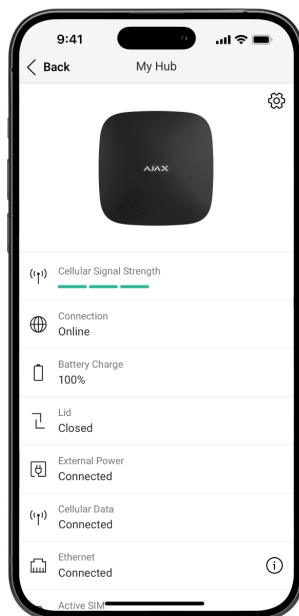 9:41
Back
My Hub
AJAX
Cellular Signal Strength
Connection
Online
Battery Charge
100%
Lid
Closed
External Power
Connected
Cellular Data
Connected
Ethernet
Connected
Active SIM